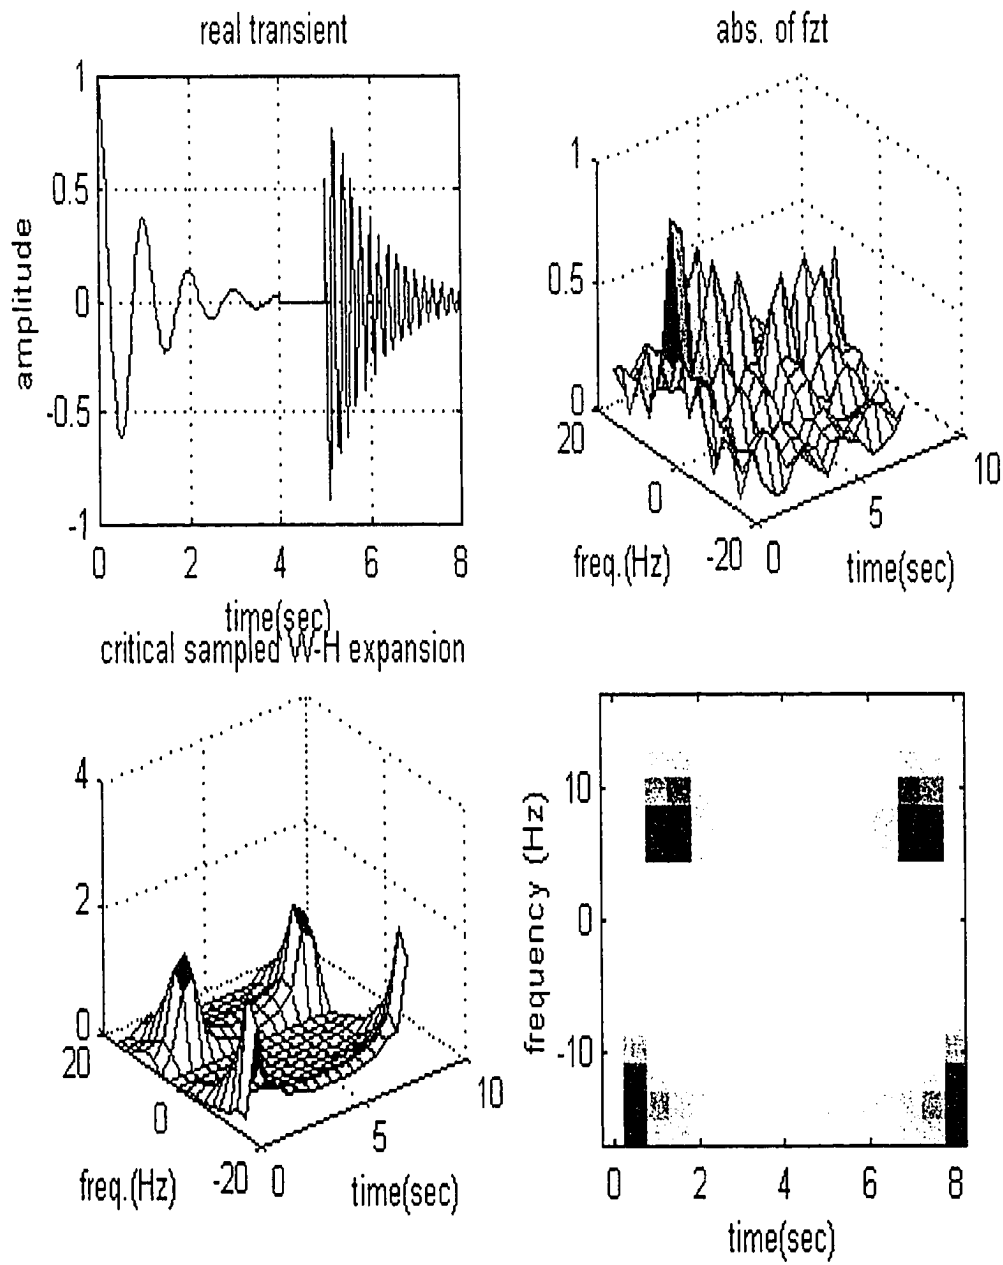 real transient
1
0.5
0
-0.5
-1
amplitude
0 2 4 6 8
time(sec)
abs. of fzt
1
0.5
0
20
0
-20
freq.(Hz)
0
5
10
time(sec)
critical sampled W-H expansion
4
2
0
20
0
-20
freq.(Hz)
0
5
10
time(sec)
10
0
-10
frequency (Hz)
0 2 4 6 8
time(sec)